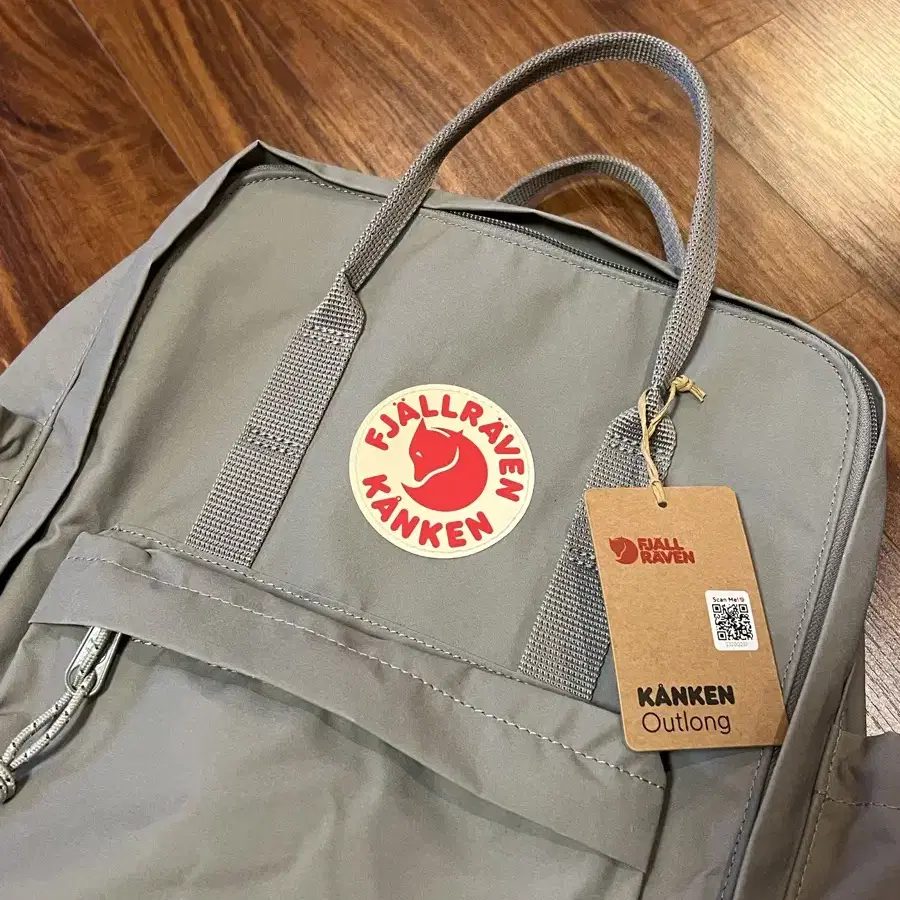 FJÄLLRÄVEN
KÅNKEN
FJÄLL
RÄVEN
Scan Me!
KÅNKEN
Outlong